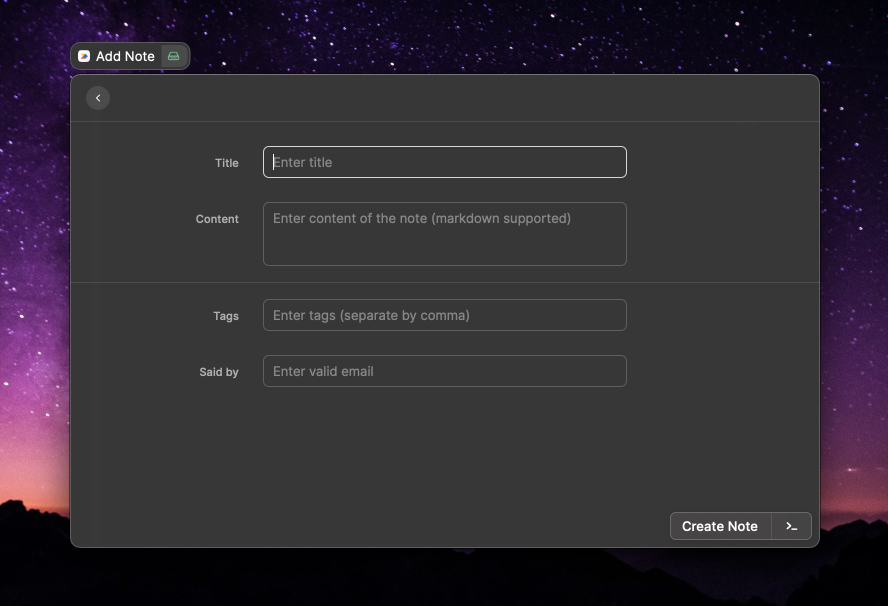 Add Note
Title
Enter title
Content
Enter content of the note (markdown supported)
Tags
Enter tags (separate by comma)
Said by
Enter valid email
Create Note
>_